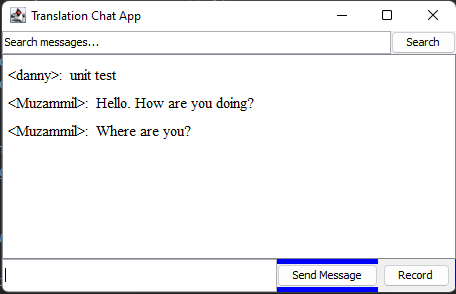 Translation Chat App
Search messages... Search
<danny>: unit test
<Muzammil>: Hello. How are you doing?
<Muzammil>: Where are you?
Send Message Record